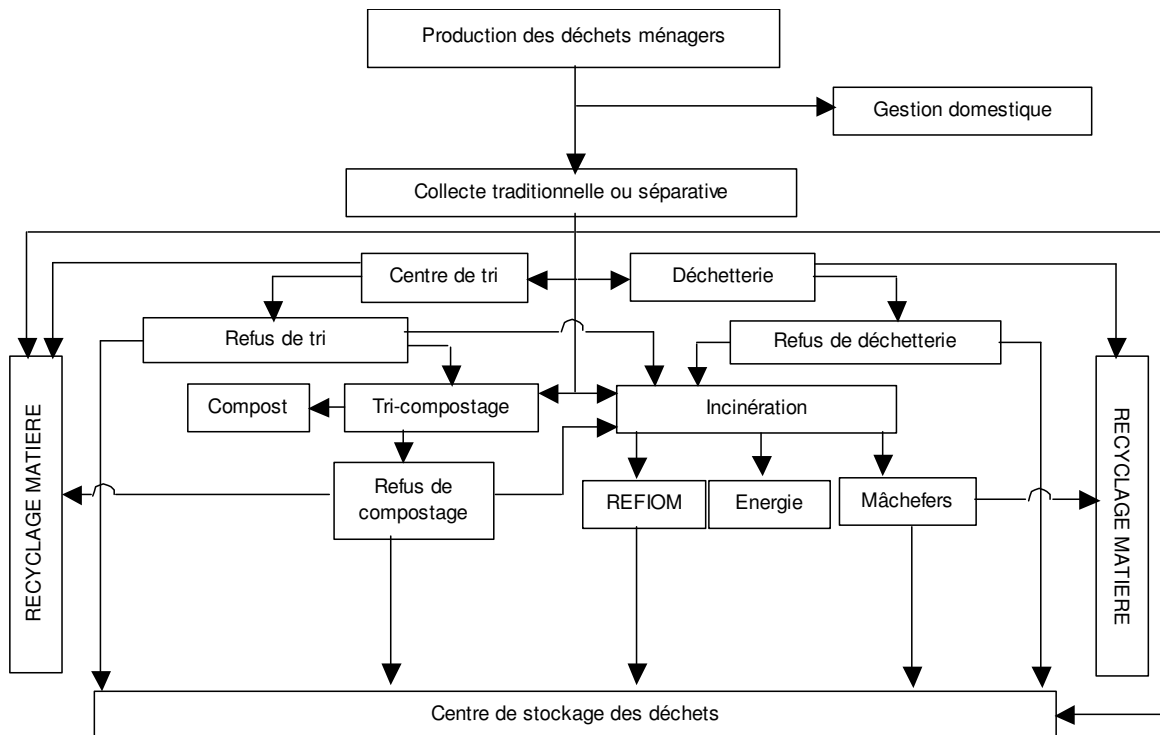 Production des déchets ménagers
Gestion domestique
Collecte traditionnelle ou séparative
Centre de tri
Déchetterie
Refus de tri
Refus de déchetterie
Compost
Tri-compostage
Incinération
RECYCLAGE MATIERE
RECYCLAGE MATIERE
Refus de
compostage
REFIOM
Energie
Mâchefers
Centre de stockage des déchets